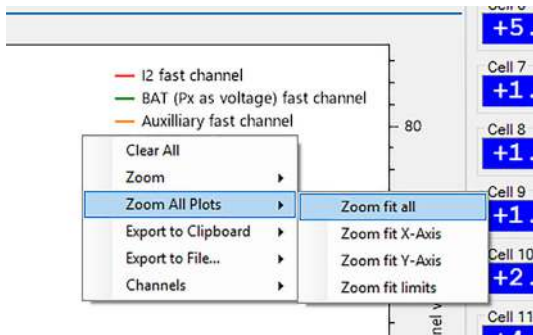 I2 fast channel
BAT (Px as voltage) fast channel
Auxilliary fast channel
80
Clear All
Zoom
Zoom All Plots
Export to Clipboard
Export to File...
Channels
Zoom fit all
Zoom fit X-Axis
Zoom fit Y-Axis
Zoom fit limits
+5.
Cell 7
+1.
Cell 8
+1.
Cell 9
+1.
Cell 10
+2.
Cell 11